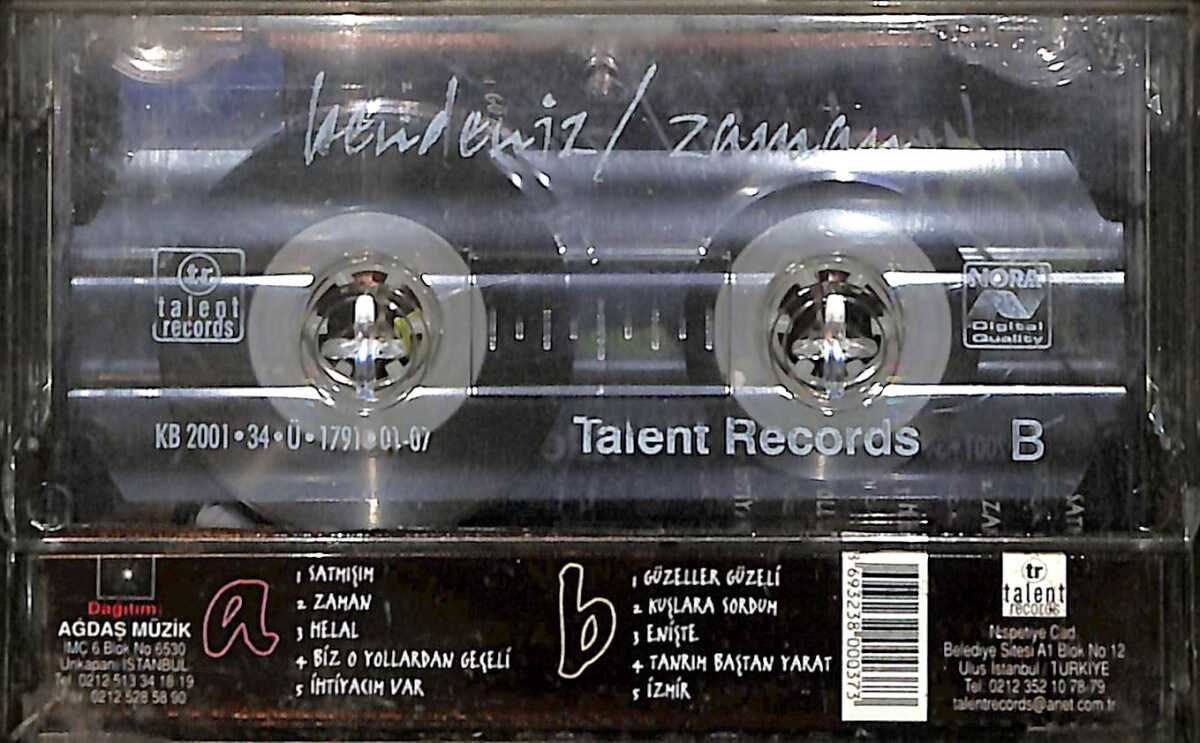 bendeniz / zaman
tr
talent
records
NORA
Digital
Quality
KB 2001 • 34 • Ü • 1791 • 01-07
Talent Records
B
Dağıtım
AĞDAŞ MÜZİK
IMC 6.Blok No 6530
Unkapanı İSTANBUL
Tel 0212 513 34 18 19
0212 528 58 90
a
1 SATMIŞIM
2 ZAMAN
3 HELAL
4 BİZ O YOLLARDAN GEÇELİ
5 İHTİYACIM VAR
b
1 GÜZELLER GÜZELİ
2 KUŞLARA SORDUM
3 ENİŞTE
4 TANRIM BAŞTAN YARAT
5 İZMİR
8693238000373
tr
talent
records
Nispetiye Cad.
Belediye Sitesi A1 Blok No 12
Ulus İstanbul / TURKIYE
Tel. 0212 352 10 78-79
talentrecords@anet.com.tr